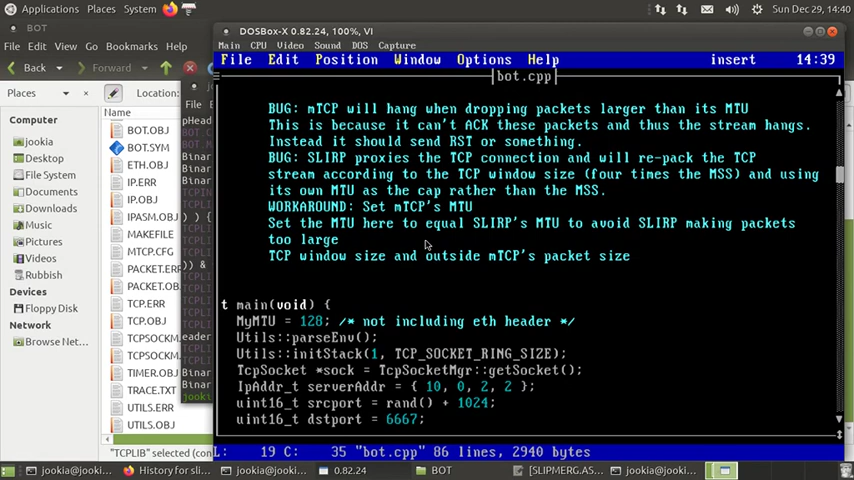 Applications Places System
Sun Dec 29, 14:40
BOT
File Edit View Go Bookmarks H
Back
Forward
Places
Location:
Computer
jookia
Desktop
File System
Documents
Downloads
Music
Pictures
Videos
Rubbish
Devices
Floppy Disk
Network
Browse Net...
Name
BOT.OBJ
BOT.SYM
ETH.OBJ
IP.ERR
IP.OBJ
IPASM.OBJ
MAKEFILE
MTCP.CFG
PACKET.ERR
PACKET.OB
TCP.ERR
TCP.OBJ
TCPSOCKM
TCPSOCKM
TIMER.OBJ
TRACE.TXT
UTILS.ERR
UTILS.OBJ
"TCPLIB" selected (cont
File
pHead
BOT.C
Binar
Binar
) ) {
) ) &
eader
Binar
jooki
DOSBox-X 0.82.24, 100%, VI
Main CPU Video Sound DOS Capture
File Edit Position Window Options Help insert 14:39
bot.cpp
BUG: mTCP will hang when dropping packets larger than its MTU
This is because it can't ACK these packets and thus the stream hangs.
Instead it should send RST or something.
BUG: SLIRP proxies the TCP connection and will re-pack the TCP
stream according to the TCP window size (four times the MSS) and using
its own MTU as the cap rather than the MSS.
WORKAROUND: Set mTCP's MTU
Set the MTU here to equal SLIRP's MTU to avoid SLIRP making packets
too large
TCP window size and outside mTCP's packet size
t main(void) {
MyMTU = 128; /* not including eth header */
Utils::parseEnv();
Utils::initStack(1, TCP_SOCKET_RING_SIZE);
TcpSocket *sock = TcpSocketMgr::getSocket();
IpAddr_t serverAddr = { 10, 0, 2, 2 };
uint16_t srcport = rand() + 1024;
uint16_t dstport = 6667;
L: 19 C: 35 "bot.cpp" 86 lines, 2940 bytes
jookia@jooki...
History for sli...
jookia@jooki...
0.82.24
BOT
[SLIPMERG.AS...
jookia@jooki...